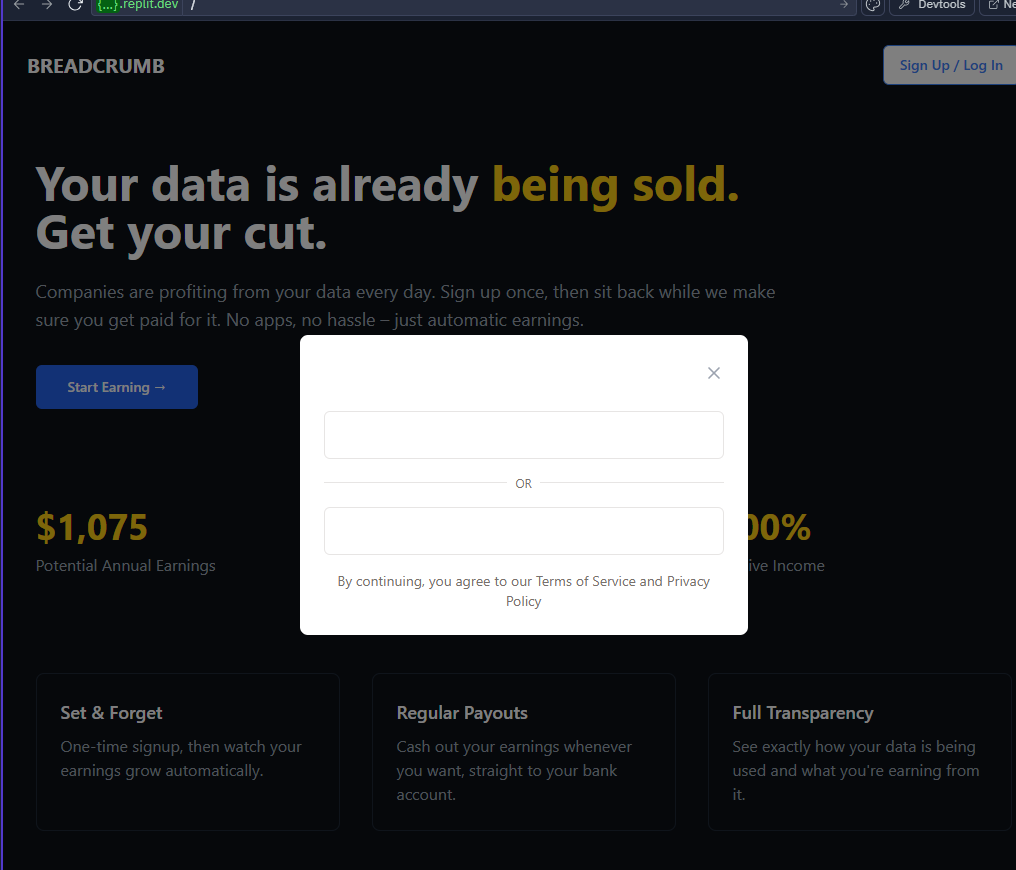 {...}.replit.dev /
Devtools
BREADCRUMB
Sign Up / Log In
Your data is already being sold.
Get your cut.
Companies are profiting from your data every day. Sign up once, then sit back while we make
sure you get paid for it. No apps, no hassle – just automatic earnings.
Start Earning →
OR
By continuing, you agree to our Terms of Service and Privacy
Policy
$1,075
00%
Potential Annual Earnings
ive Income
Set & Forget
One-time signup, then watch your
earnings grow automatically.
Regular Payouts
Cash out your earnings whenever
you want, straight to your bank
account.
Full Transparency
See exactly how your data is being
used and what you're earning from
it.